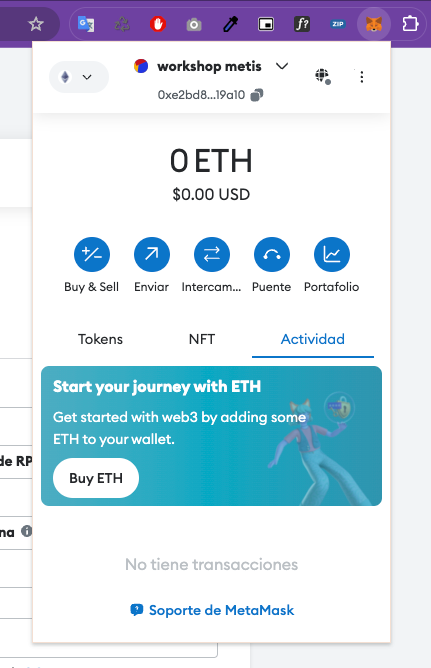 ZIP
f?
workshop metis
0xe2bd8...19a10
0 ETH
$0.00 USD
Buy & Sell
Enviar
Intercam...
Puente
Portafolio
Tokens
NFT
Actividad
Start your journey with ETH
Get started with web3 by adding some
ETH to your wallet.
Buy ETH
de RP
na
No tiene transacciones
Soporte de MetaMask